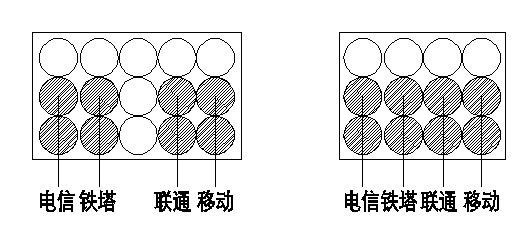 电信 铁塔 联通 移动 电信 铁塔 联通 移动